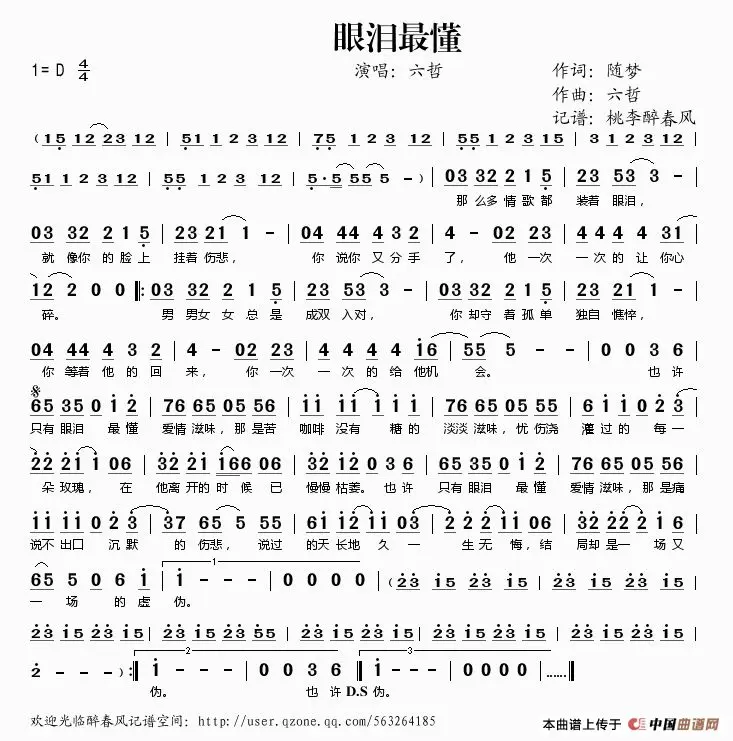 眼泪最懂
1= D 4/4 演唱：六哲 作词：随梦
作曲：六哲
记谱：桃李醉春风
(15 12 23 12 | 51 1 2 3 12 | 75 1 2 3 12 | 55 1 2 3 12 | 55 15 1 2 3 12
51 1 2 3 12 | 55 1 2 3 12 | 5·5 55 5 -) | 03 32 2 1 5 | 23 53 3 - |
那么多 情 歌 都 装着 眼泪，
03 32 2 1 5 | 23 21 1 - | 04 44 4 3 2 | 4 - 02 23 | 44 44 4 23 |
就 像你 的 脸 上 挂着 伤悲， 你 说你 又 分 手 了， 他 一次 一次的 让 你心
12 2 0 0 ‖: 03 32 2 1 5 | 23 53 3 - | 03 32 2 1 5 | 23 21 1 - |
碎。 男 男女 女 总 是 成双 入对， 你 却守 着 孤 单 独自 憔悴，
04 44 4 3 2 | 4 - 02 23 | 44 44 4 16 | 55 5 - - | 0 0 3 6 |
你 等着 他 的 回 来， 你 一次 一次的 给 他机 会。 也 许
65 35 0 1 2 | 76 65 05 56 | 11 11 1 1 | 76 65 05 56 | 6 1 1 0 2 3 |
只有 眼泪 最 懂 爱情 滋味，那 是苦 咖啡 没有 糖 的 淡淡 滋味，忧 伤浇 灌 过 的 每 一
22 21 1 06 | 32 21 166 06 | 11 11 03 36 | 65 35 0 1 2 | 76 65 05 56 |
朵 玫瑰， 在 他离 开的 时 候 已 慢慢 枯萎。也 许 只有 眼泪 最 懂 爱情 滋味，那 是痛
11 11 0 2 3 | 37 65 5 55 | 61 12 11 03 | 2 2 2 11 06 | 32 22 2 16 |
说不 出口 沉 默 的 伤悲，说过 的天 长地 久 一 生 无 悔，结 局却 是一 场 又
65 5 0 6 1 | 1 - - - | 0 0 0 0 | (23 15 23 15 | 23 15 23 15 |
一 场 的 虚 伪。
23 15 23 15 | 23 15 23 55 | 23 15 23 15 | 23 15 23 15 | 23 15 23 15 |
2 - - - ):‖ 1 - - - | 0 0 3 6 ‖ 1 - - - | 0 0 0 0 |……‖
伪。 也 许 D.S 伪。
欢迎光临醉春风记谱空间：http://user.qzone.qq.com/563264185
本曲谱上传于 中国曲谱网